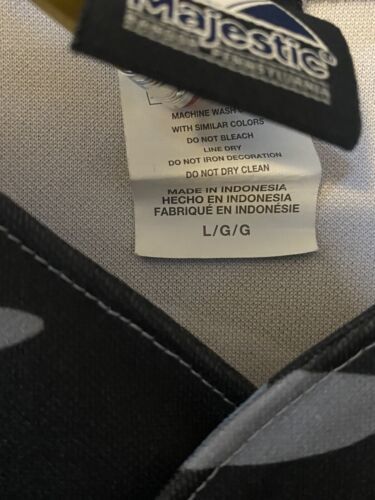 Majestic
MACHINE WASH
WITH SIMILAR COLORS
DO NOT BLEACH
LINE DRY
DO NOT IRON DECORATION
DO NOT DRY CLEAN
MADE IN INDONESIA
HECHO EN INDONESIA
FABRIQUÉ EN INDONÉSIE
L/G/G